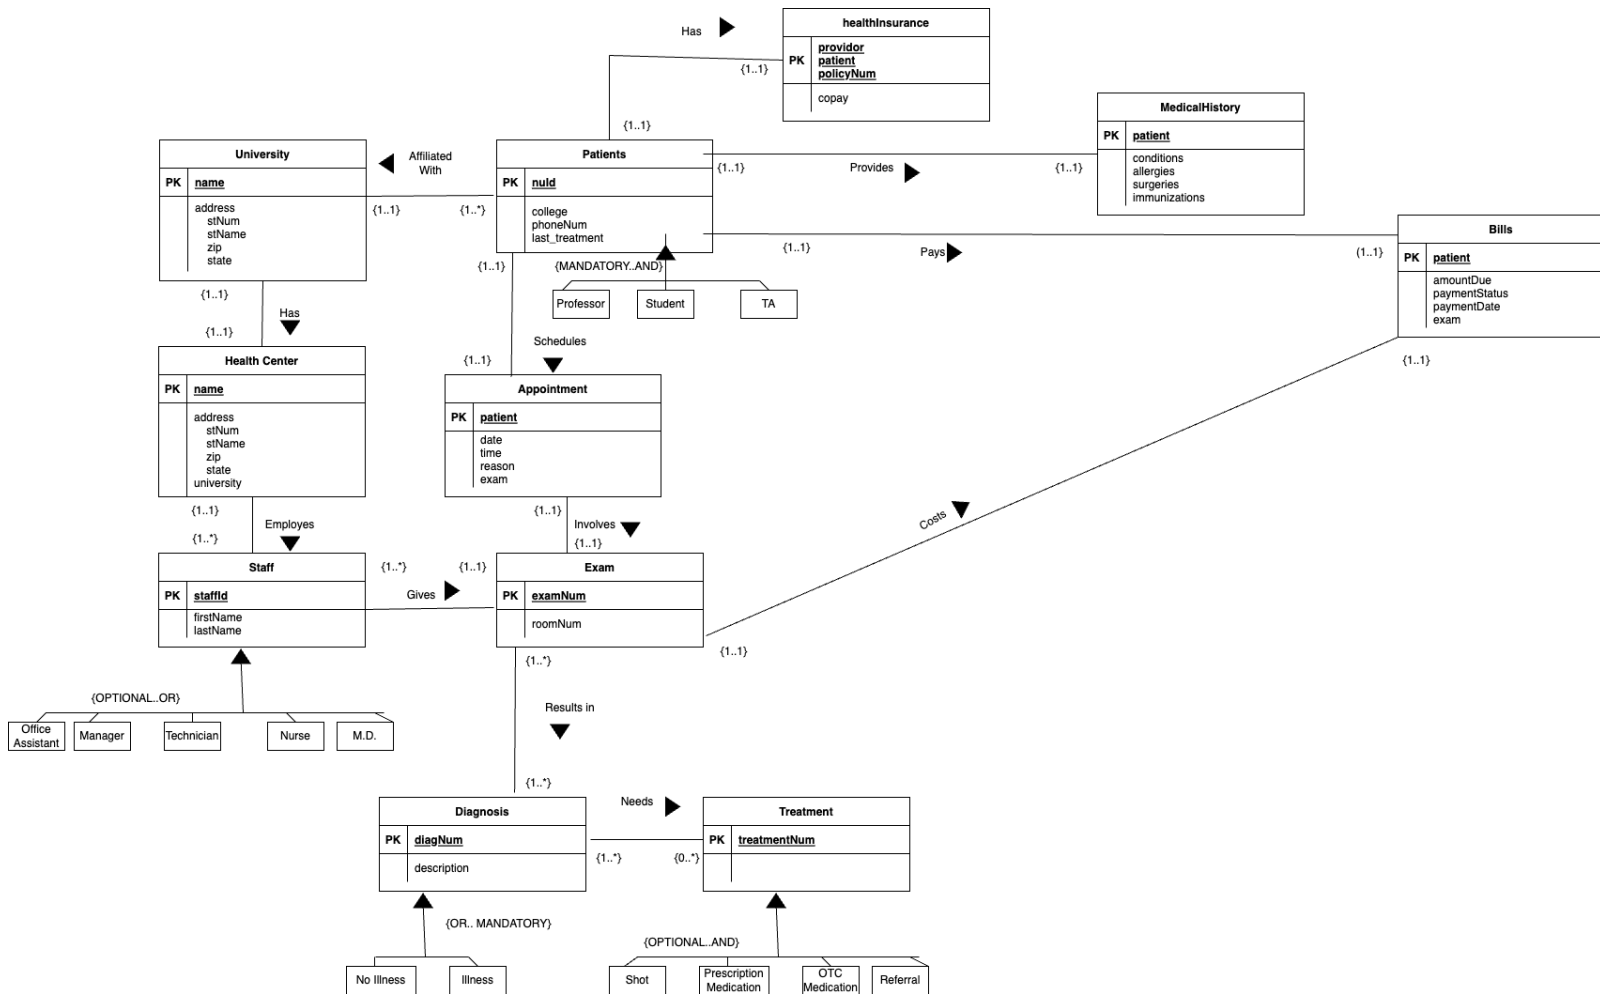 Has
healthInsurance
PK
providor
patient
policyNum
copay
{1..1}
{1..1}
MedicalHistory
PK
patient
conditions
allergies
surgeries
immunizations
University
PK
name
address
stNum
stName
zip
state
Affiliated
With
{1..1}
{1..*}
Patients
PK
nuId
college
phoneNum
last_treatment
{1..1}
Provides
{1..1}
{1..1}
Pays
{1..1}
Bills
PK
patient
amountDue
paymentStatus
paymentDate
exam
{1..1}
{1..1}
{MANDATORY..AND}
Professor
Student
TA
{1..1}
Has
{1..1}
Health Center
PK
name
address
stNum
stName
zip
state
university
Schedules
{1..1}
Appointment
PK
patient
date
time
reason
exam
{1..1}
Employes
{1..*}
{1..1}
Involves
{1..1}
Costs
Staff
PK
staffId
firstName
lastName
{1..*}
{1..1}
Gives
Exam
PK
examNum
roomNum
{1..1}
{1..*}
{OPTIONAL..OR}
Office
Assistant
Manager
Technician
Nurse
M.D.
Results in
{1..*}
Diagnosis
PK
diagNum
description
Needs
{1..*}
{0..*}
Treatment
PK
treatmentNum
{OR.. MANDATORY}
No Illness
Illness
{OPTIONAL..AND}
Shot
Prescription
Medication
OTC
Medication
Referral